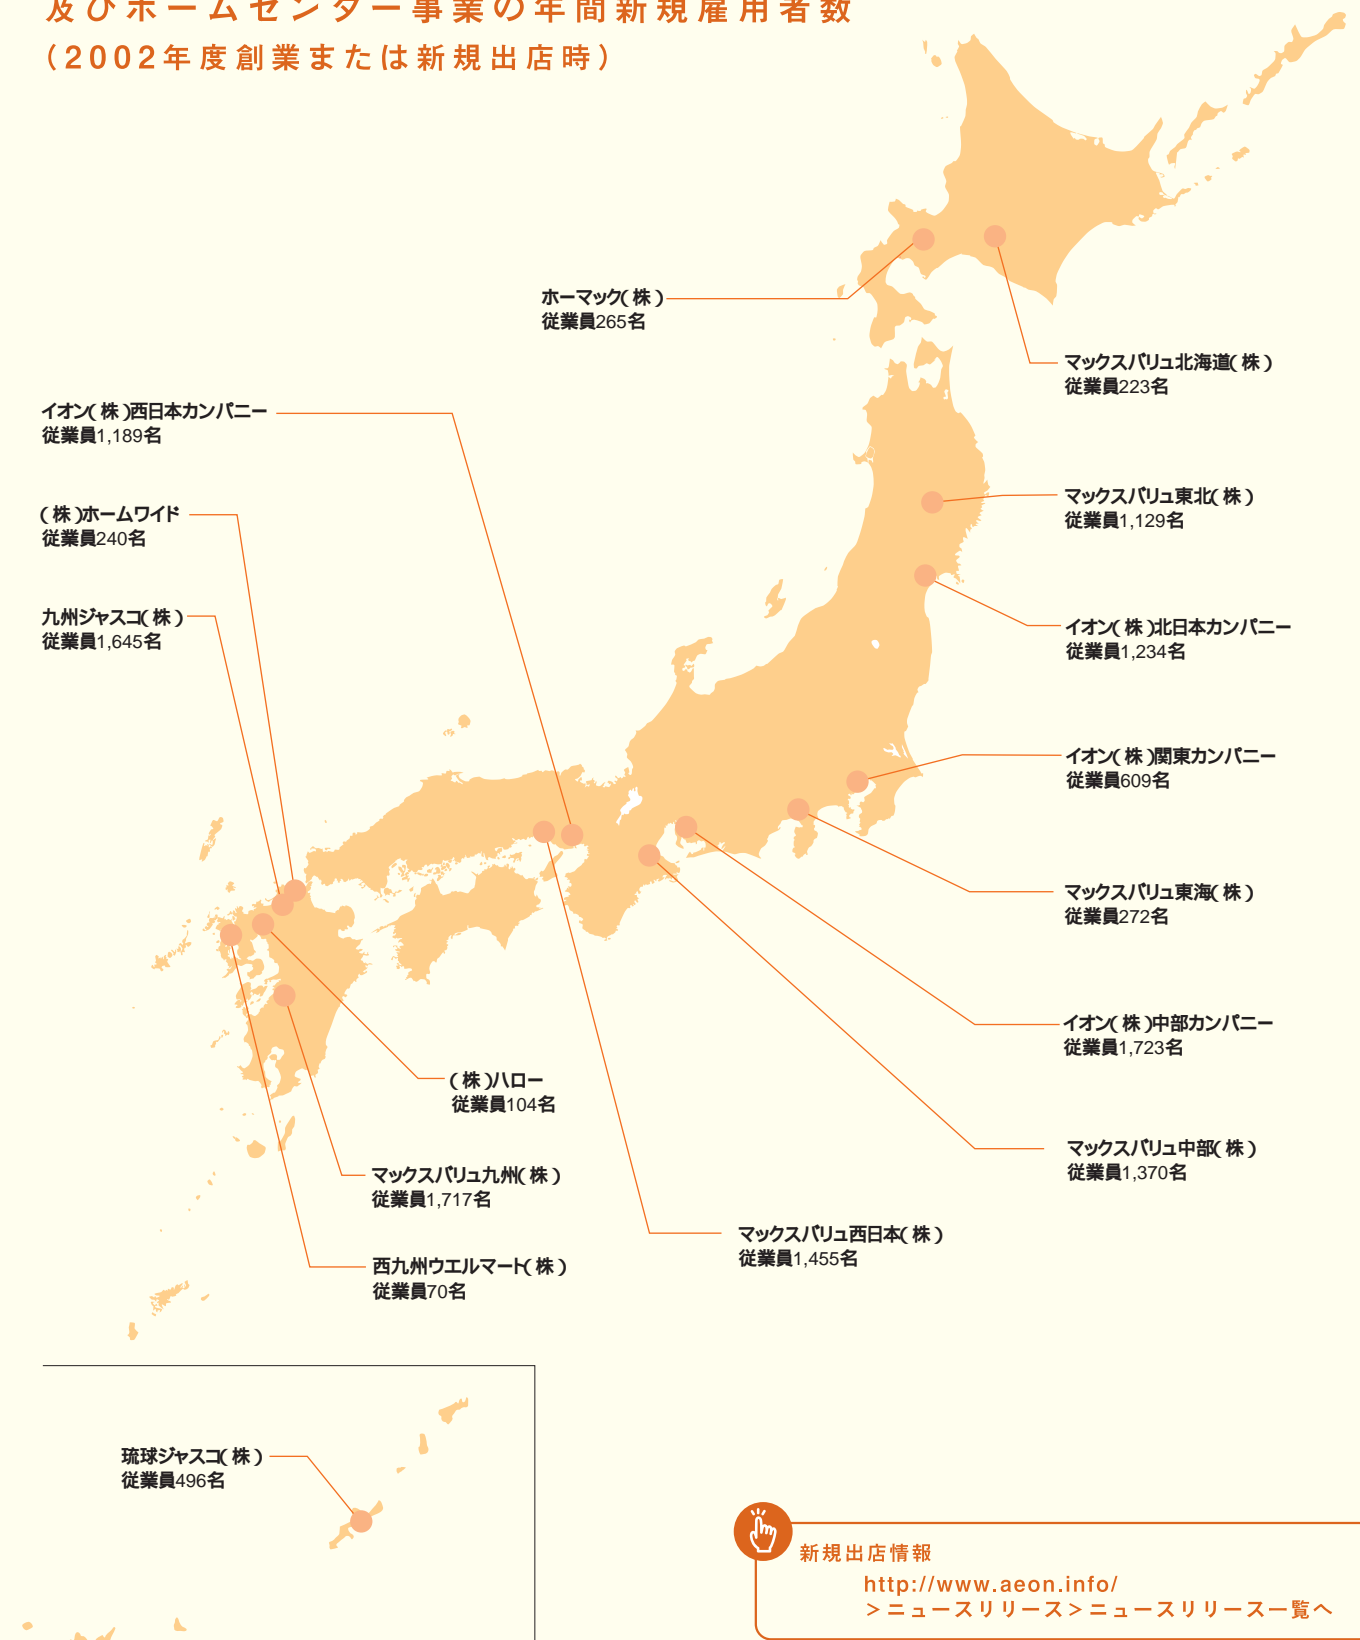 及びホームセンター事業の年間新規雇用者数
(2002年度創業または新規出店時)
ホーマック(株)
従業員265名
マックスバリュ北海道(株)
従業員223名
イオン(株)西日本カンパニー
従業員1,189名
マックスバリュ東北(株)
従業員1,129名
(株)ホームワイド
従業員240名
九州ジャスコ(株)
従業員1,645名
イオン(株)北日本カンパニー
従業員1,234名
イオン(株)関東カンパニー
従業員609名
マックスバリュ東海(株)
従業員272名
イオン(株)中部カンパニー
従業員1,723名
(株)ハロー
従業員104名
マックスバリュ中部(株)
従業員1,370名
マックスバリュ九州(株)
従業員1,717名
マックスバリュ西日本(株)
従業員1,455名
西九州ウエルマート(株)
従業員70名
琉球ジャスコ(株)
従業員496名
新規出店情報
http://www.aeon.info/
>ニュースリリース>ニュースリリース一覧へ